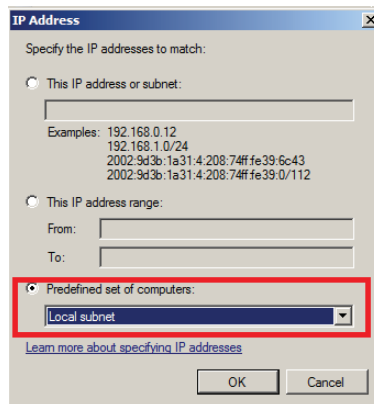 IP Address
Specify the IP addresses to match:
This IP address or subnet:
Examples: 192.168.0.12
192.168.1.0/24
2002:9d3b:1a31:4:208:74ff:fe39:6c43
2002:9d3b:1a31:4:208:74ff:fe39:0/112
This IP address range:
From:
To:
Predefined set of computers:
Local subnet
Learn more about specifying IP addresses
OK Cancel